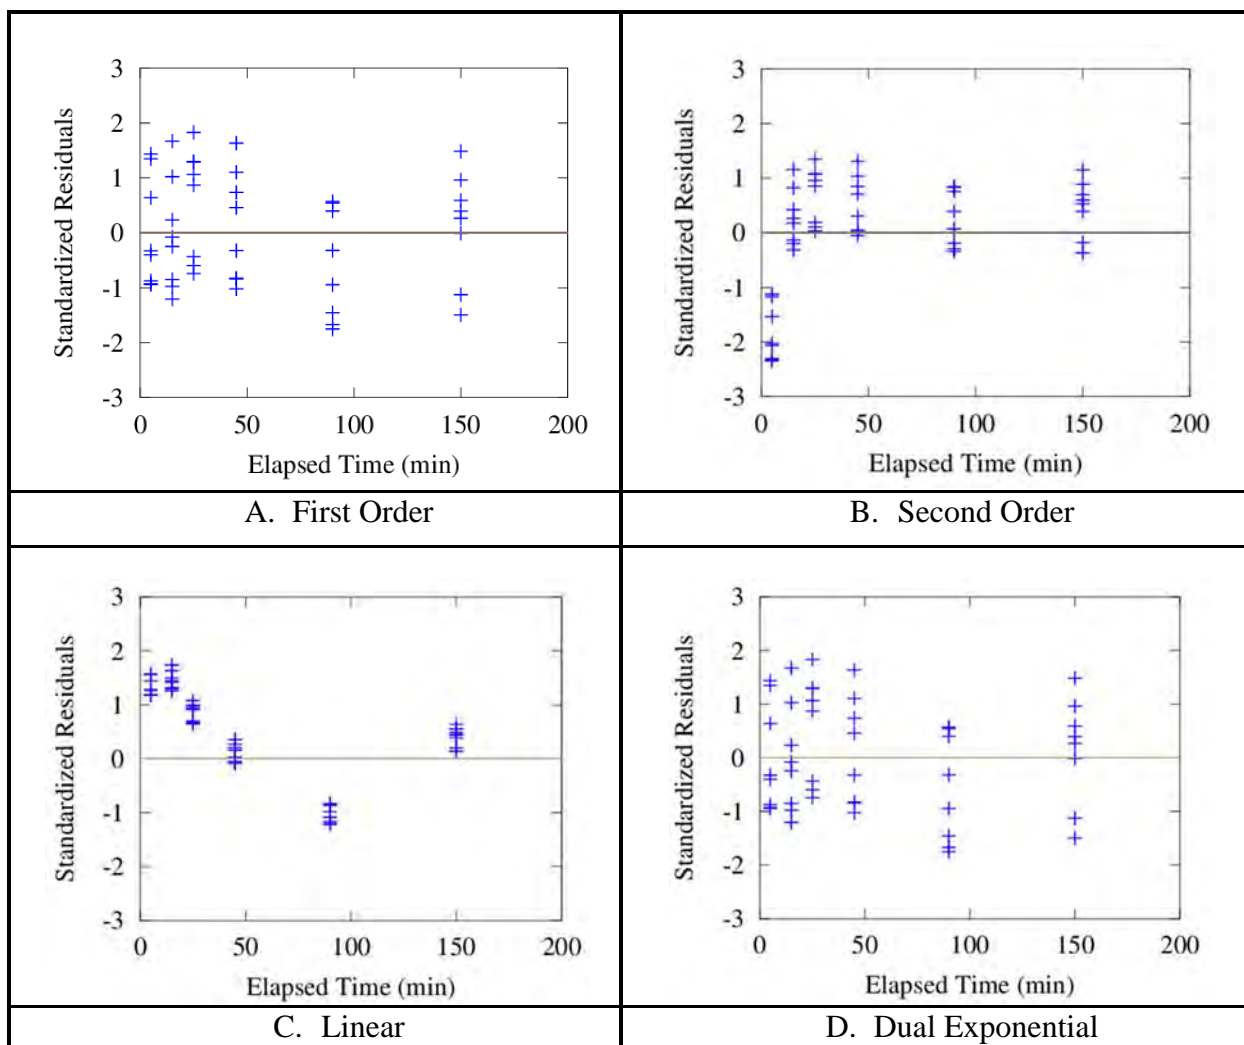 3
2
1
0
-1
-2
-3
0 50 100 150 200
Standardized Residuals
Elapsed Time (min)
A. First Order
3
2
1
0
-1
-2
-3
0 50 100 150 200
Standardized Residuals
Elapsed Time (min)
B. Second Order
3
2
1
0
-1
-2
-3
0 50 100 150 200
Standardized Residuals
Elapsed Time (min)
C. Linear
3
2
1
0
-1
-2
-3
0 50 100 150 200
Standardized Residuals
Elapsed Time (min)
D. Dual Exponential